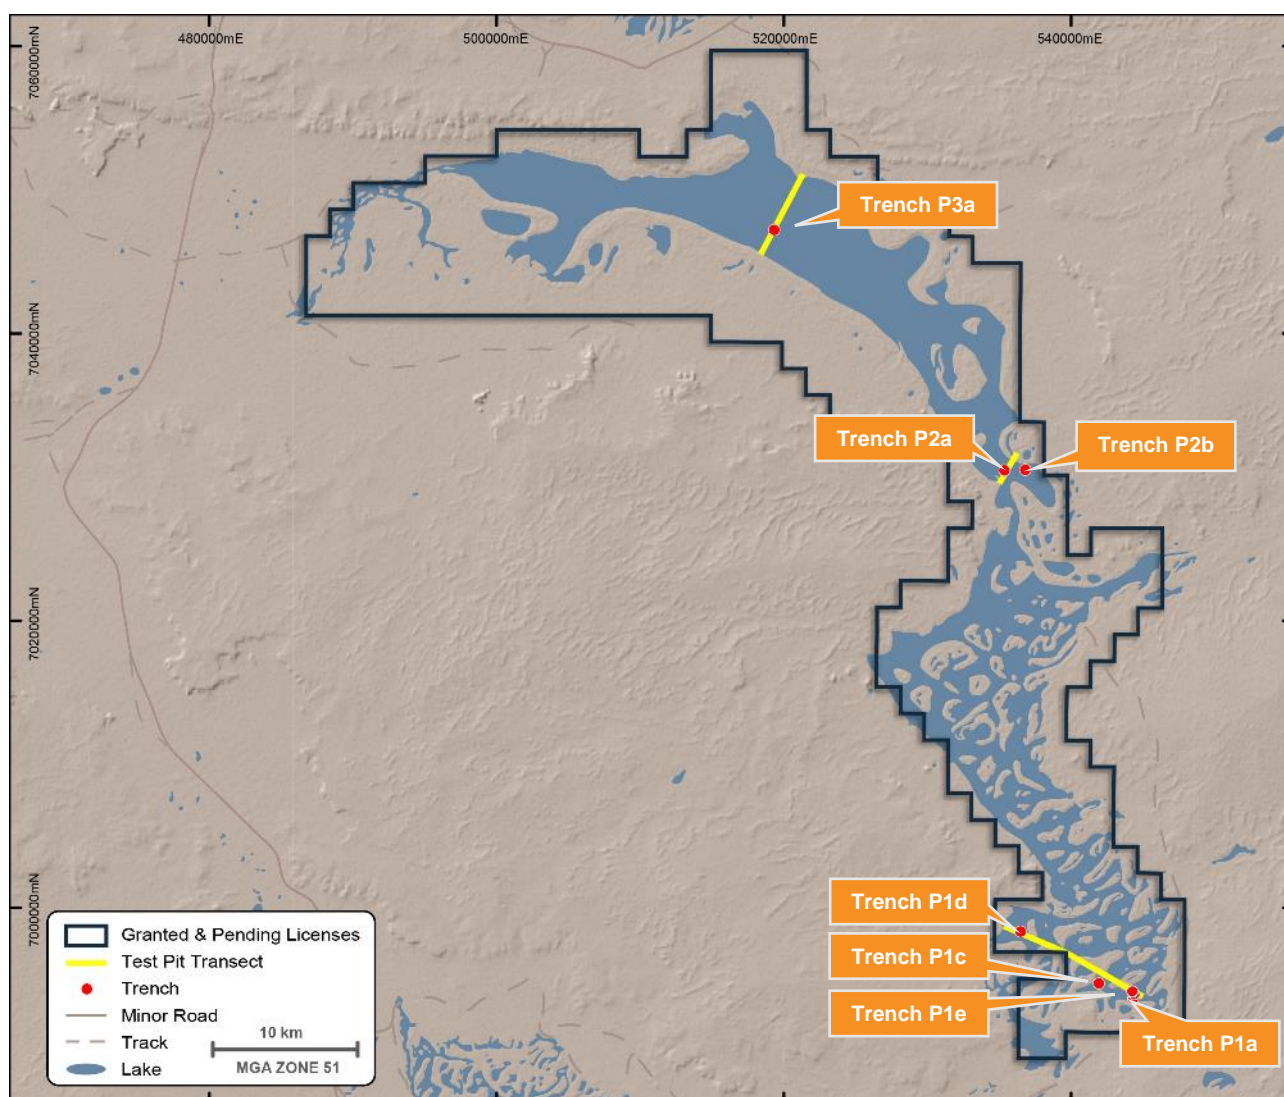 480000mE
500000mE
520000mE
540000mE
7060000mN
7040000mN
7020000mN
7000000mN
Trench P3a
Trench P2a
Trench P2b
Trench P1d
Trench P1c
Trench P1e
Trench P1a
Granted & Pending Licenses
Test Pit Transect
Trench
Minor Road
Track
Lake
10 km
MGA ZONE 51